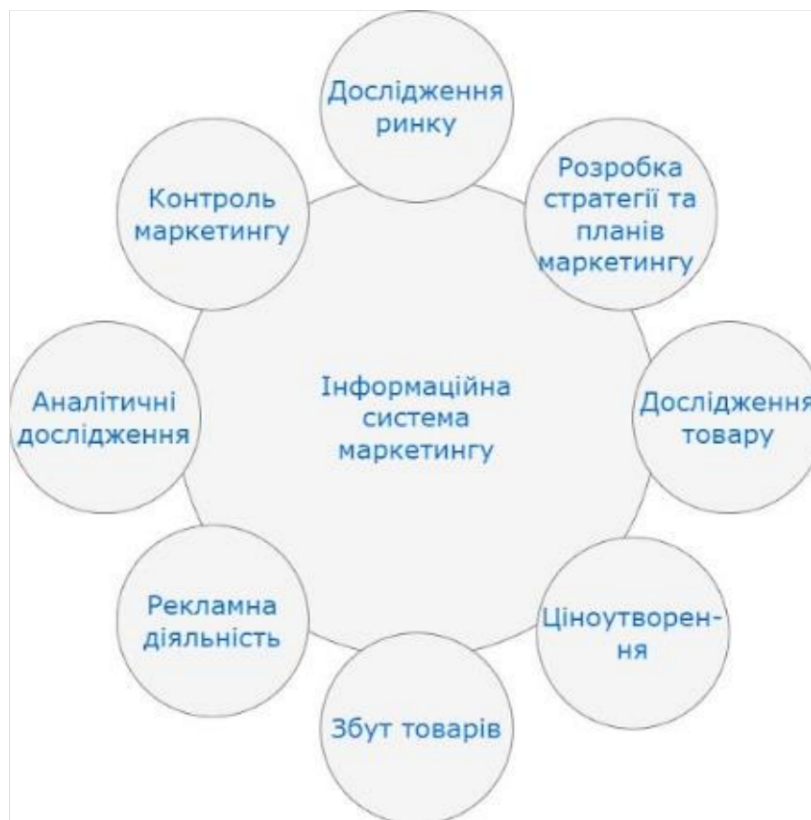 Дослідження
ринку
Розробка
стратегії та
планів
маркетингу
Дослідження
товару
Ціноутворен-
ня
Збут товарів
Рекламна
діяльність
Аналітичні
дослідження
Контроль
маркетингу
Інформаційна
система
маркетингу